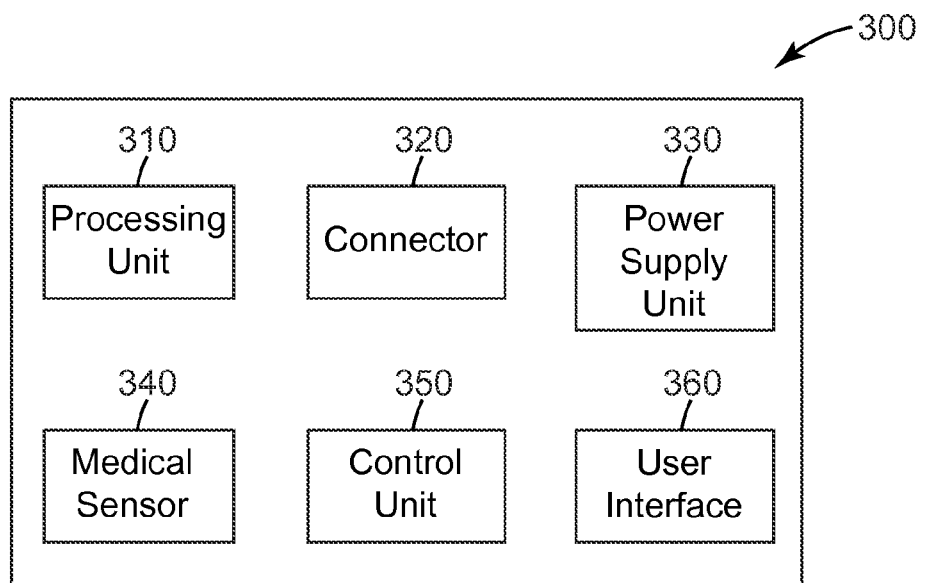 300
310
320
330
Processing
Unit
Connector
Power
Supply
Unit
340
350
360
Medical
Sensor
Control
Unit
User
Interface